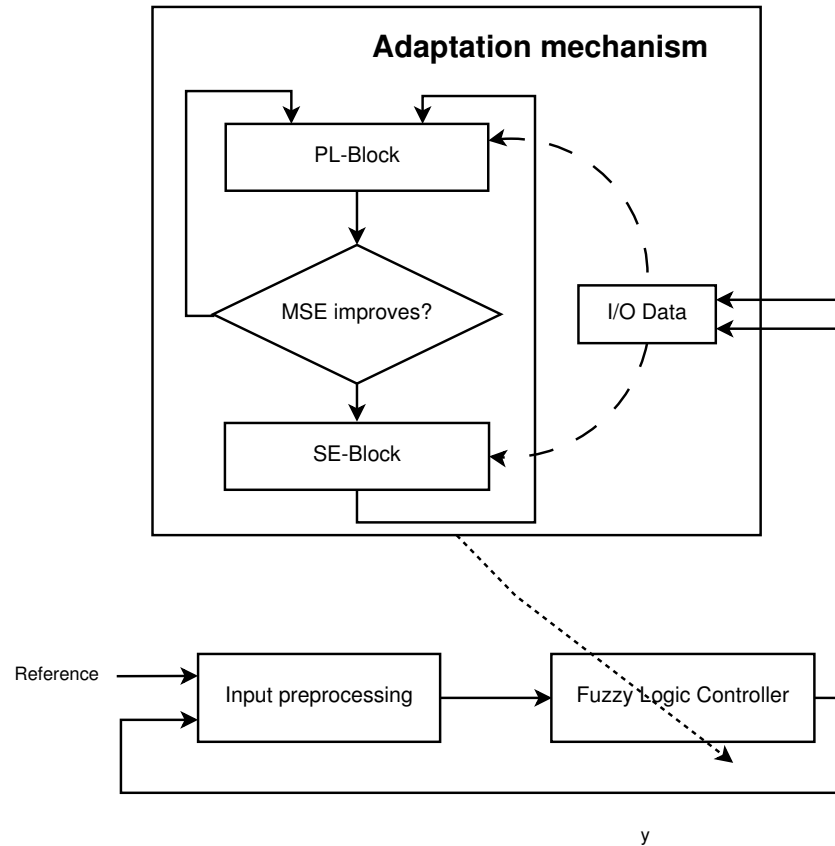 Adaptation mechanism
PL-Block
MSE improves?
I/O Data
SE-Block
Reference
Input preprocessing
Fuzzy Logic Controller
y